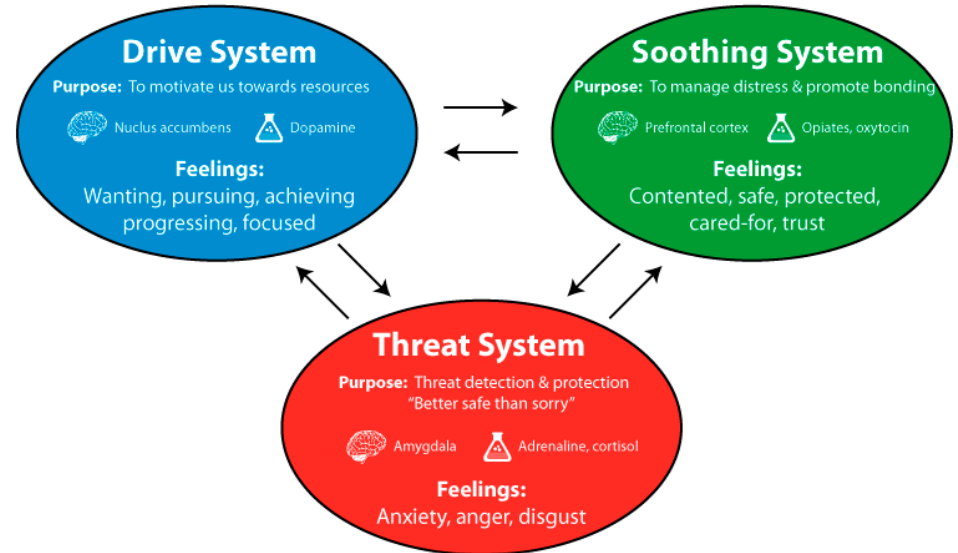 Drive System
Purpose: To motivate us towards resources
Nuclus accumbens
Dopamine
Feelings:
Wanting, pursuing, achieving
progressing, focused
Soothing System
Purpose: To manage distress & promote bonding
Prefrontal cortex
Opiates, oxytocin
Feelings:
Contented, safe, protected,
cared-for, trust
Threat System
Purpose: Threat detection & protection
“Better safe than sorry”
Amygdala
Adrenaline, cortisol
Feelings:
Anxiety, anger, disgust